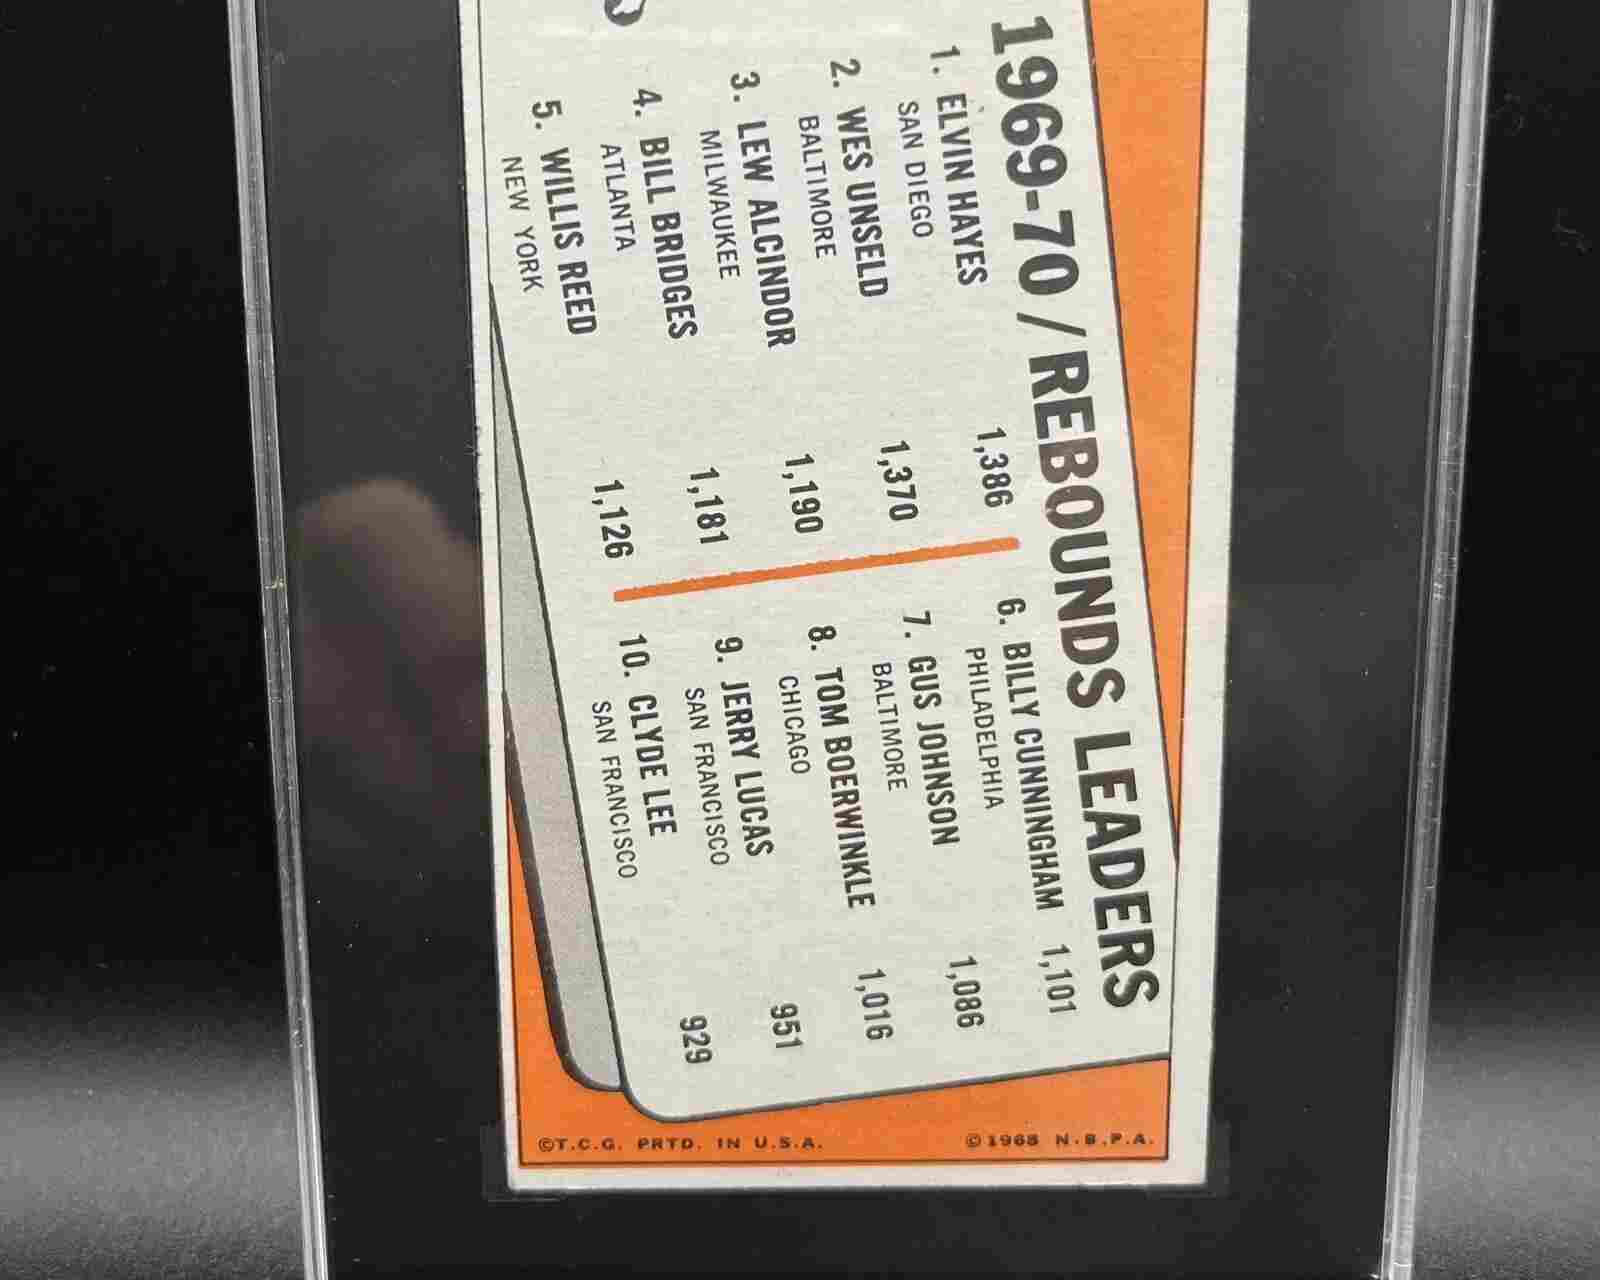 1969-70 / REBOUNDS LEADERS
1. ELVIN HAYES 1,386
SAN DIEGO
2. WES UNSELD 1,370
BALTIMORE
3. LEW ALCINDOR 1,190
MILWAUKEE
4. BILL BRIDGES 1,181
ATLANTA
5. WILLIS REED 1,126
NEW YORK
6. BILLY CUNNINGHAM 1,101
PHILADELPHIA
7. GUS JOHNSON 1,086
BALTIMORE
8. TOM BOERWINKLE 1,016
CHICAGO
9. JERRY LUCAS 951
SAN FRANCISCO
10. CLYDE LEE 929
SAN FRANCISCO
©T.C.G. PRTD. IN U.S.A.
©1968 N.B.P.A.